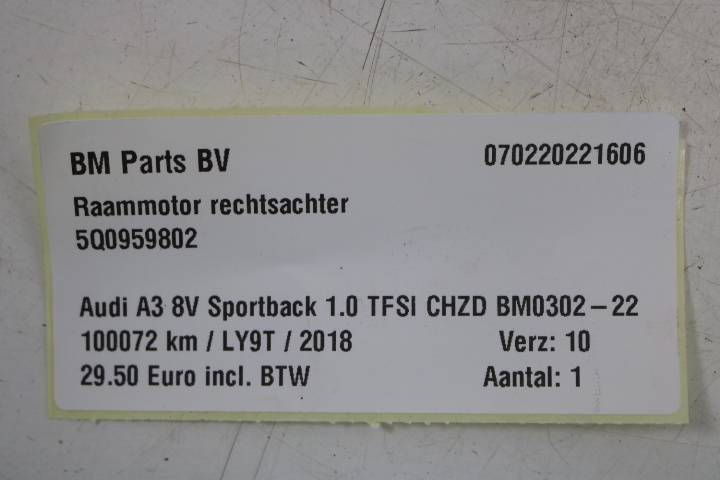 BM Parts BV 070220221606
Raammotor rechtsachter
5Q0959802
Audi A3 8V Sportback 1.0 TFSI CHZD BM0302-22
100072 km / LY9T / 2018 Verz: 10
29.50 Euro incl. BTW Aantal: 1